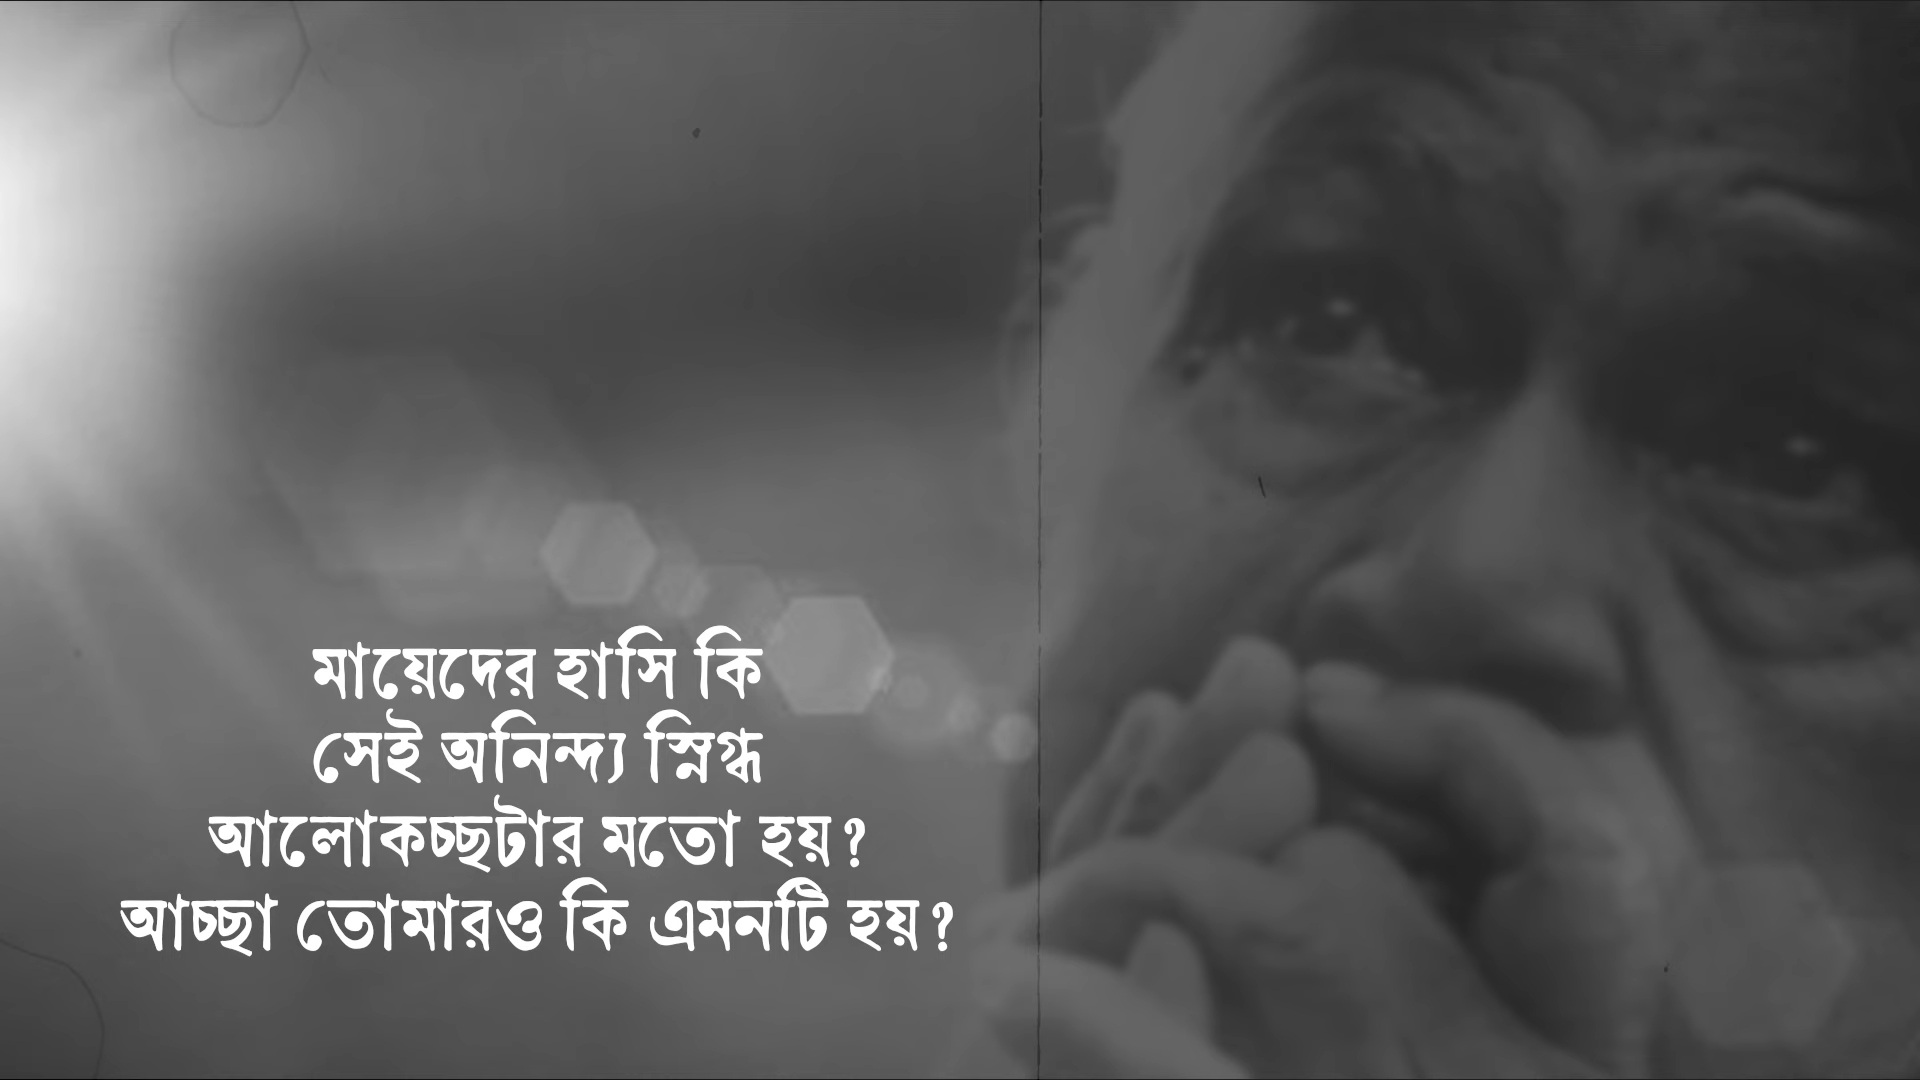 মায়েদের হাসি কি
সেই অনিন্দ্য স্নিগ্ধ
আলোকচ্ছটার মতো হয়?
আচ্ছা তোমারও কি এমনটি হয়?